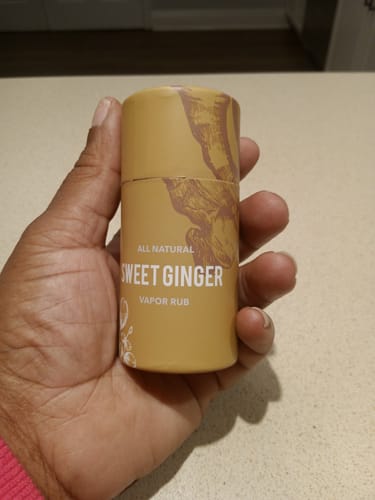 ALL NATURAL
SWEET GINGER
VAPOR RUB